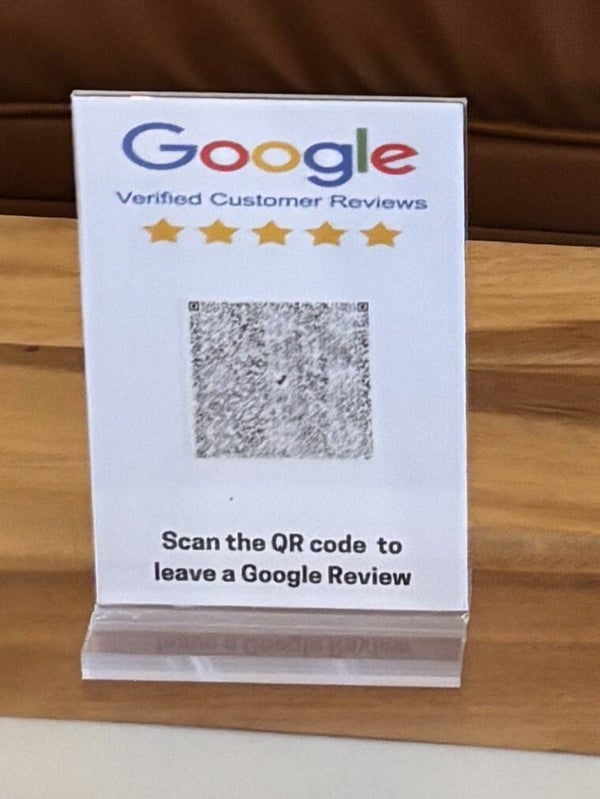 Google
Verified Customer Reviews
Scan the QR code to
leave a Google Review